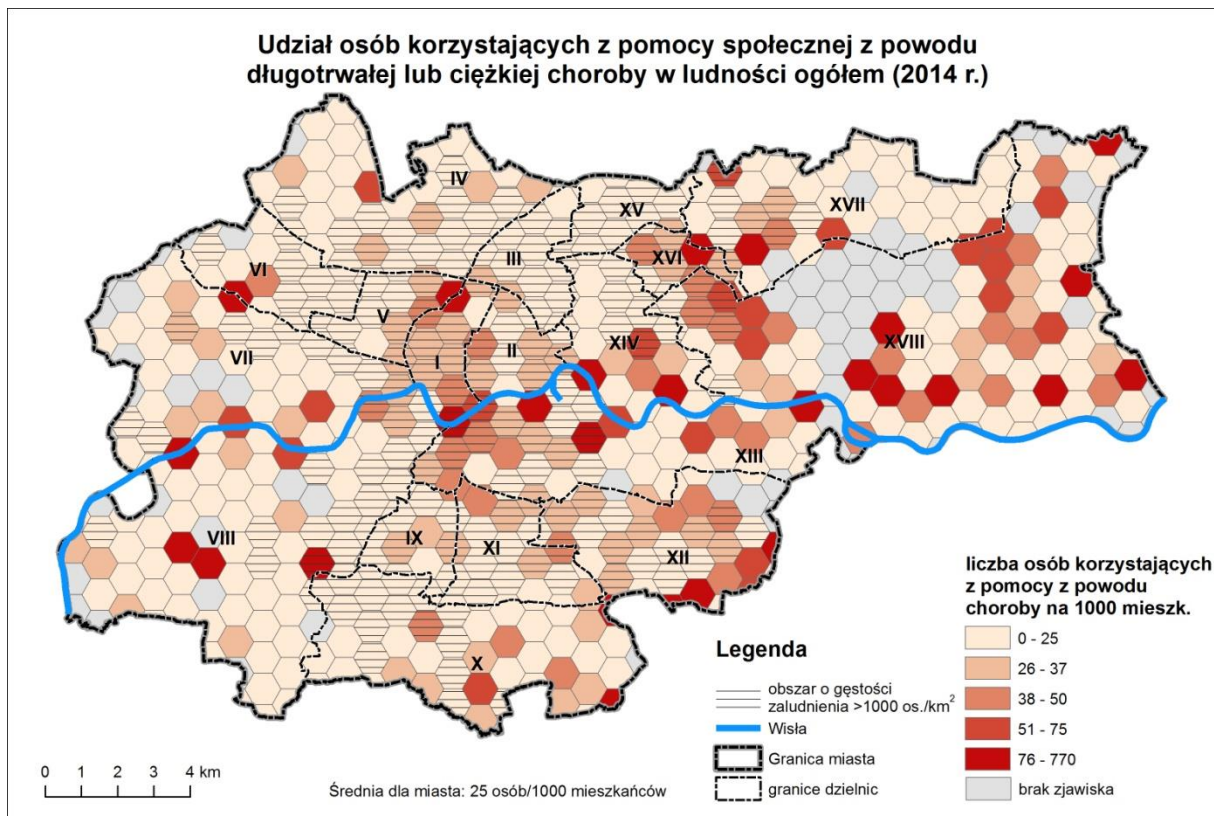 Udział osób korzystających z pomocy społecznej z powodu
długotrwałej lub ciężkiej choroby w ludności ogółem (2014 r.)
IV
XV
XVII
III
XVI
VI
V
XIV
XVIII
VII
I
II
XIII
VIII
IX
XI
XII
X
Legenda
obszar o gęstości
zaludnienia >1000 os./km²
Wisła
Granica miasta
granice dzielnic
liczba osób korzystających
z pomocy z powodu
choroby na 1000 mieszk.
0 - 25
26 - 37
38 - 50
51 - 75
76 - 770
brak zjawiska
0 1 2 3 4 km
Średnia dla miasta: 25 osób/1000 mieszkańców